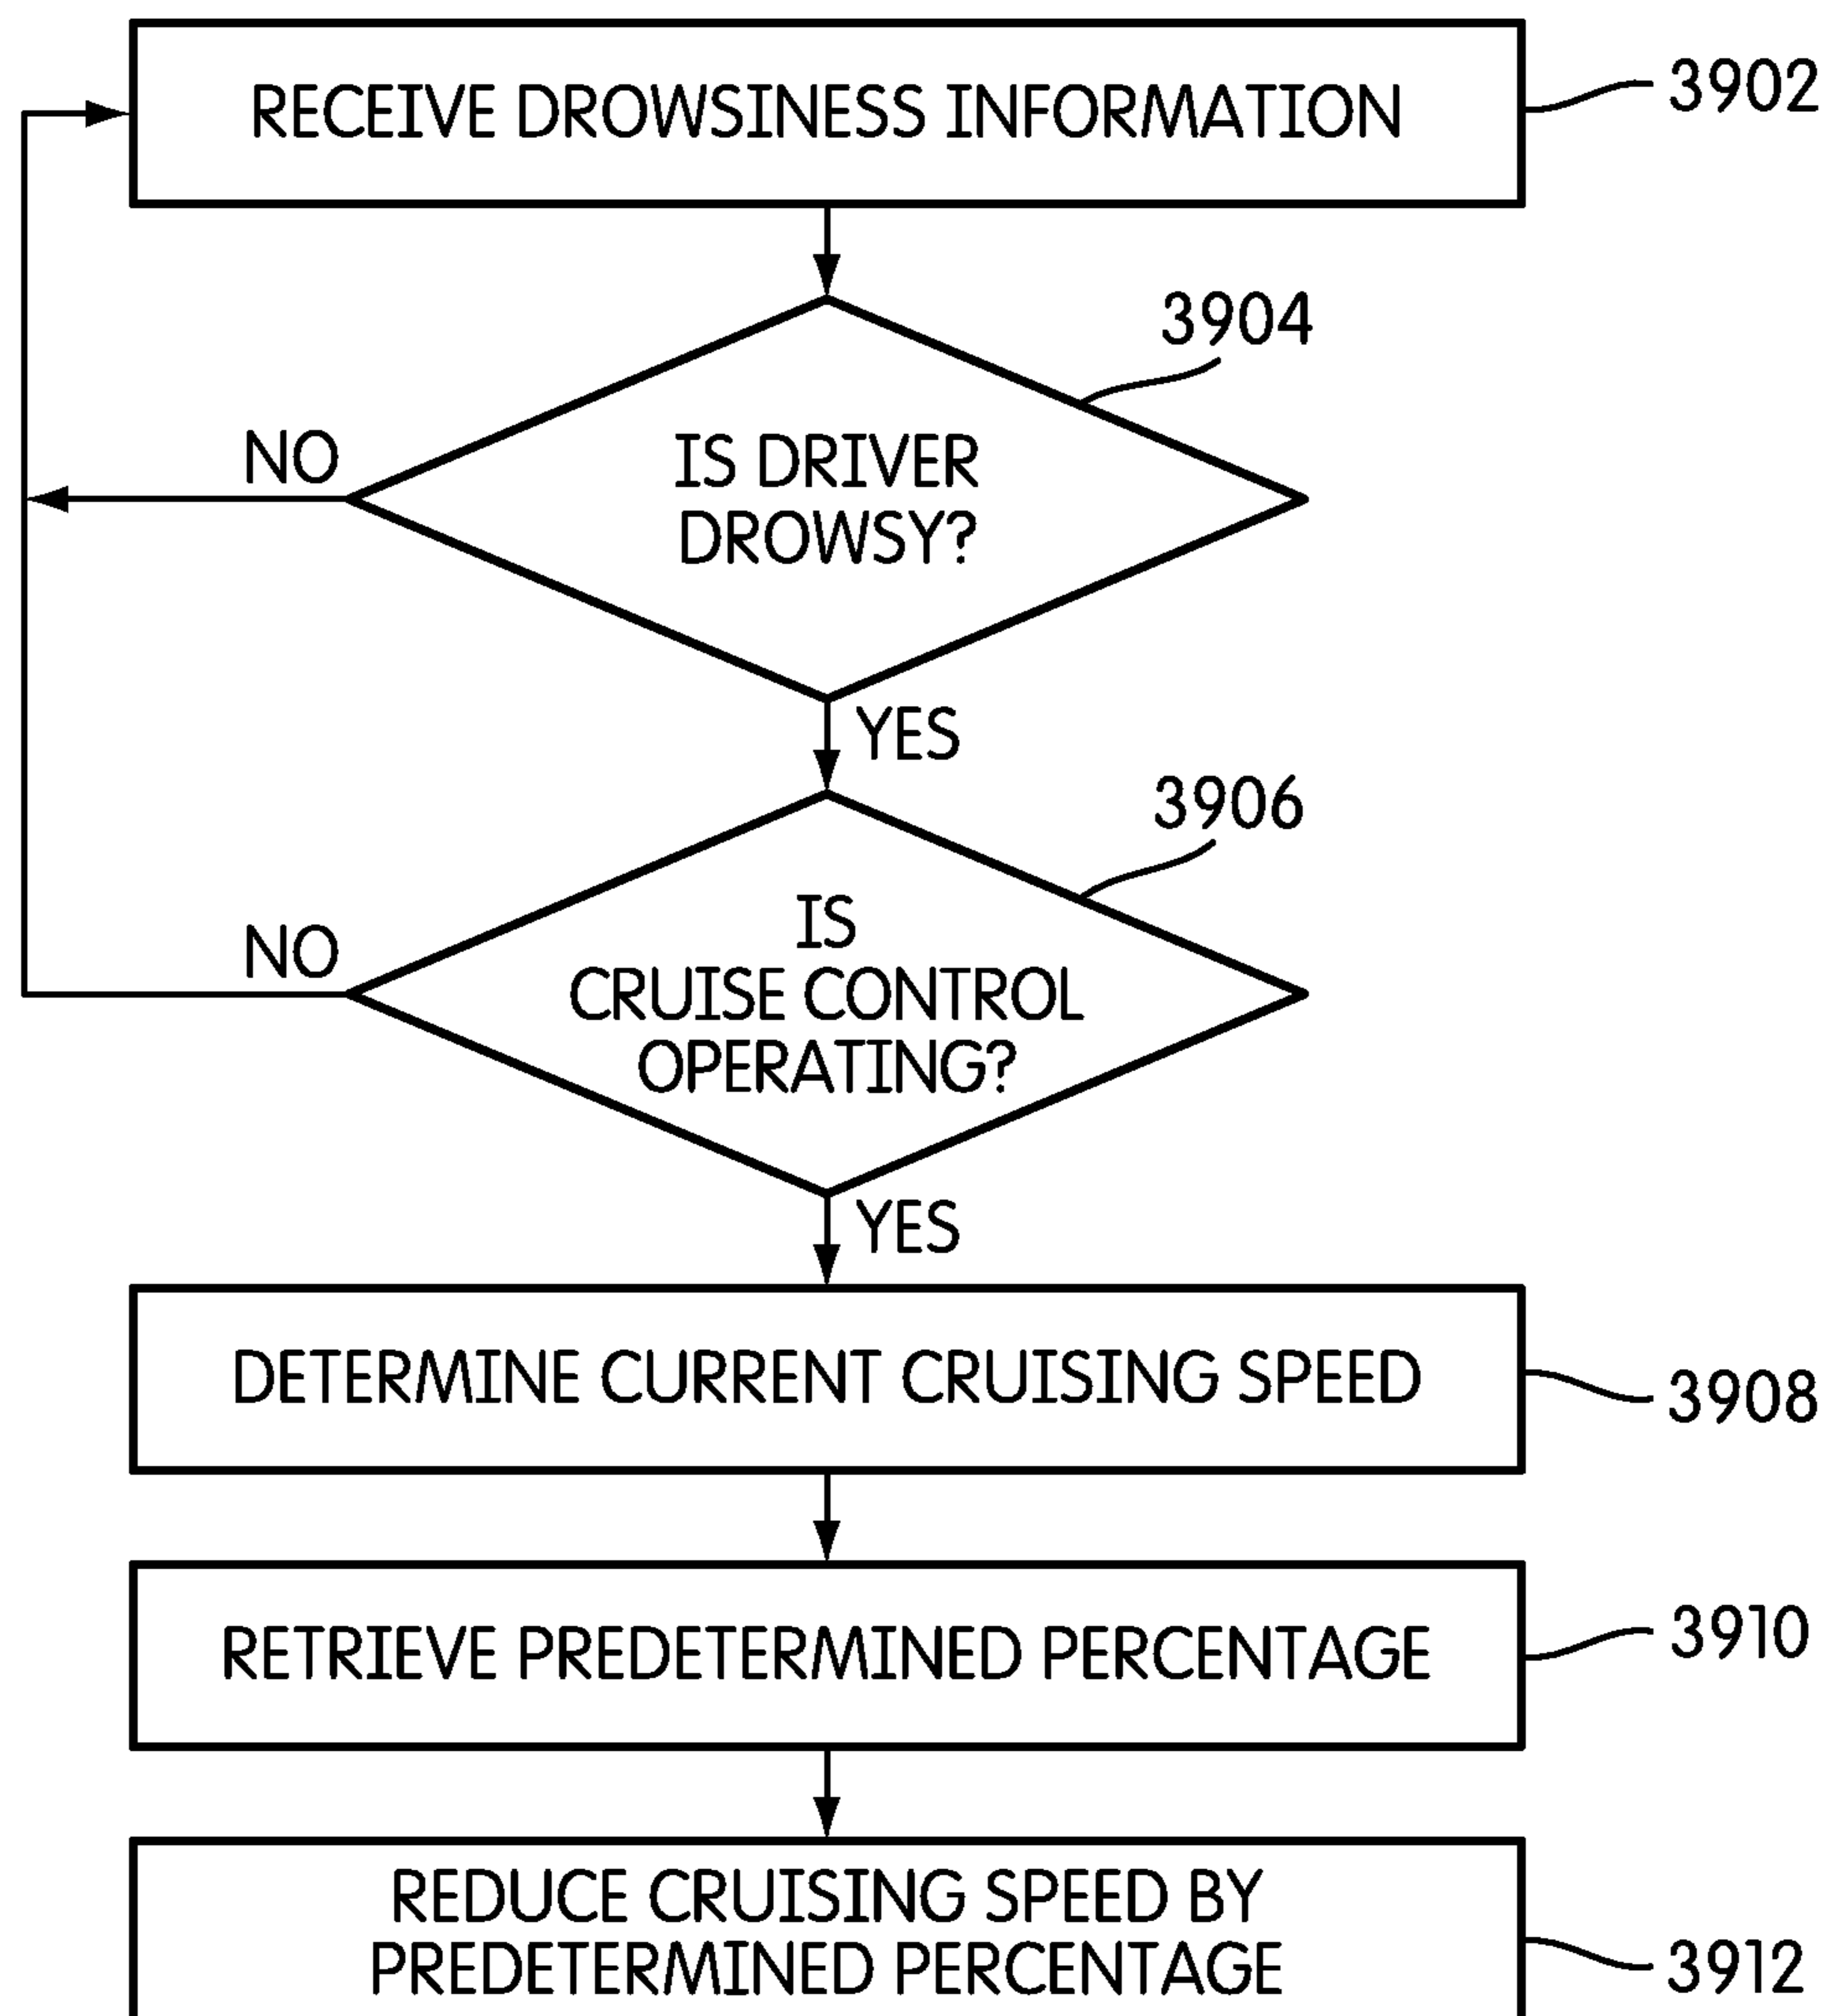 RECEIVE DROWSINESS INFORMATION
3902
3904
IS DRIVER
DROWSY?
NO
YES
3906
IS
CRUISE CONTROL
OPERATING?
NO
YES
DETERMINE CURRENT CRUISING SPEED
3908
RETRIEVE PREDETERMINED PERCENTAGE
3910
REDUCE CRUISING SPEED BY
PREDETERMINED PERCENTAGE
3912